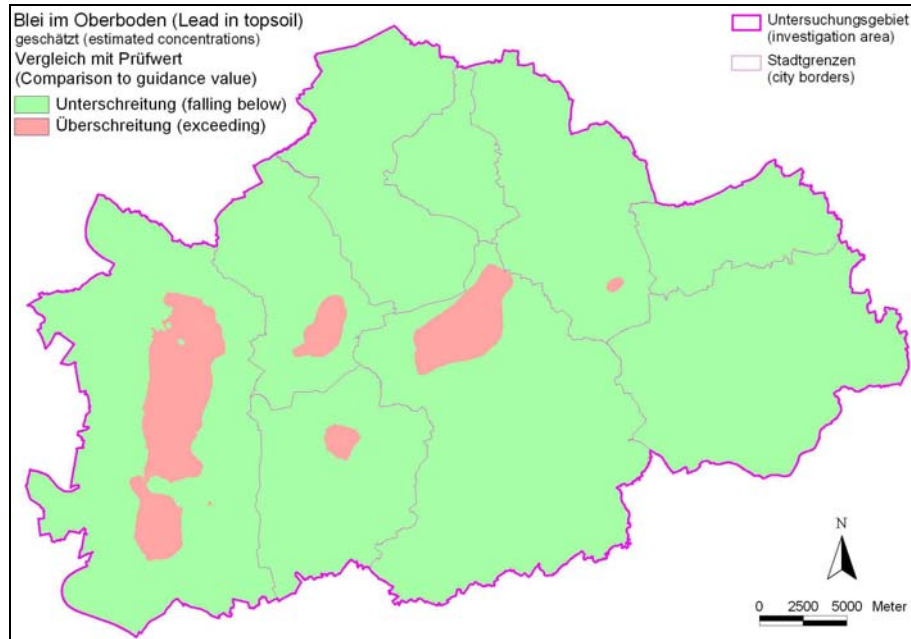 Blei im Oberboden (Lead in topsoil)
geschätzt (estimated concentrations)
Vergleich mit Prüfwert
(Comparison to guidance value)
Unterschreitung (falling below)
Überschreitung (exceeding)
Untersuchungsgebiet
(investigation area)
Stadtgrenzen
(city borders)
N
0 2500 5000 Meter